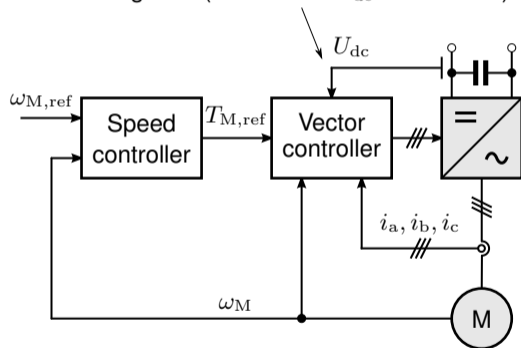 U_dc
ω_M,ref
Speed
controller
T_M,ref
Vector
controller
=
~
i_a, i_b, i_c
ω_M
M